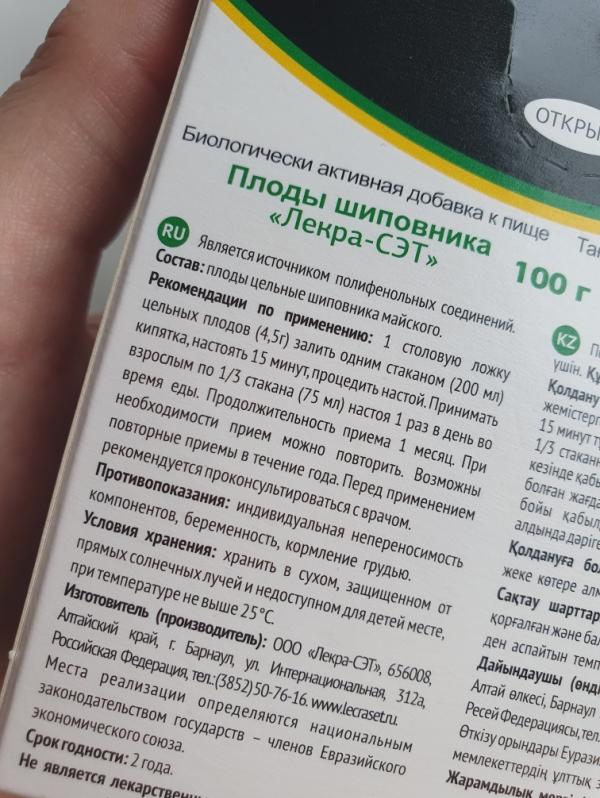 ОТКРЫ
Биологически активная добавка к пище
Плоды шиповника
«Лекра-СЭТ»
100 г
RU
Является источником полифенольных соединений.
Состав: плоды цельные шиповника майского.
Рекомендации по применению: 1 столовую ложку
цельных плодов (4,5г) залить одним стаканом (200 мл)
кипятка, настоять 15 минут, процедить настой. Принимать
взрослым по 1/3 стакана (75 мл) настоя 1 раз в день во
время еды. Продолжительность приема 1 месяц. При
необходимости прием можно повторить. Возможны
повторные приемы в течение года. Перед применением
рекомендуется проконсультироваться с врачом.
Противопоказания: индивидуальная непереносимость
компонентов, беременность, кормление грудью.
Условия хранения: хранить в сухом, защищенном от
прямых солнечных лучей и недоступном для детей месте,
при температуре не выше 25°С.
Изготовитель (производитель): ООО «Лекра-СЭТ», 656008,
Алтайский край, г. Барнаул, ул. Интернациональная, 312а,
Российская Федерация, тел.:(3852)50-76-16. www.lecraset.ru.
Места реализации определяются национальным
законодательством государств – членов Евразийского
экономического союза.
Срок годности: 2 года.
Не является лекарственн
KZ
үшін. Құ
Қолдану
жемістерг
15 минут тұ
1/3 стакан
кезінде қаб
болған жағд
бойы қабыл
алдында дәріге
Қолдануға бол
жеке көтере алм
Сақтау шарттар
қорғалған және бал
ден аспайтын темп
Дайындаушы (өнді
Алтай өлкесі, Барнаул
Ресей Федерациясы, тел.
Өткізу орындары Еурази
мемлекеттердің ұлттық з